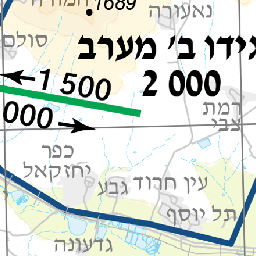 1689
נאעורה
סולם
גידו ב' מערב
←1 500
2 000
000→
רמת
צבי
כפר
יחזקאל
גבע
עין חרוד
תל יוסף
גדעונה